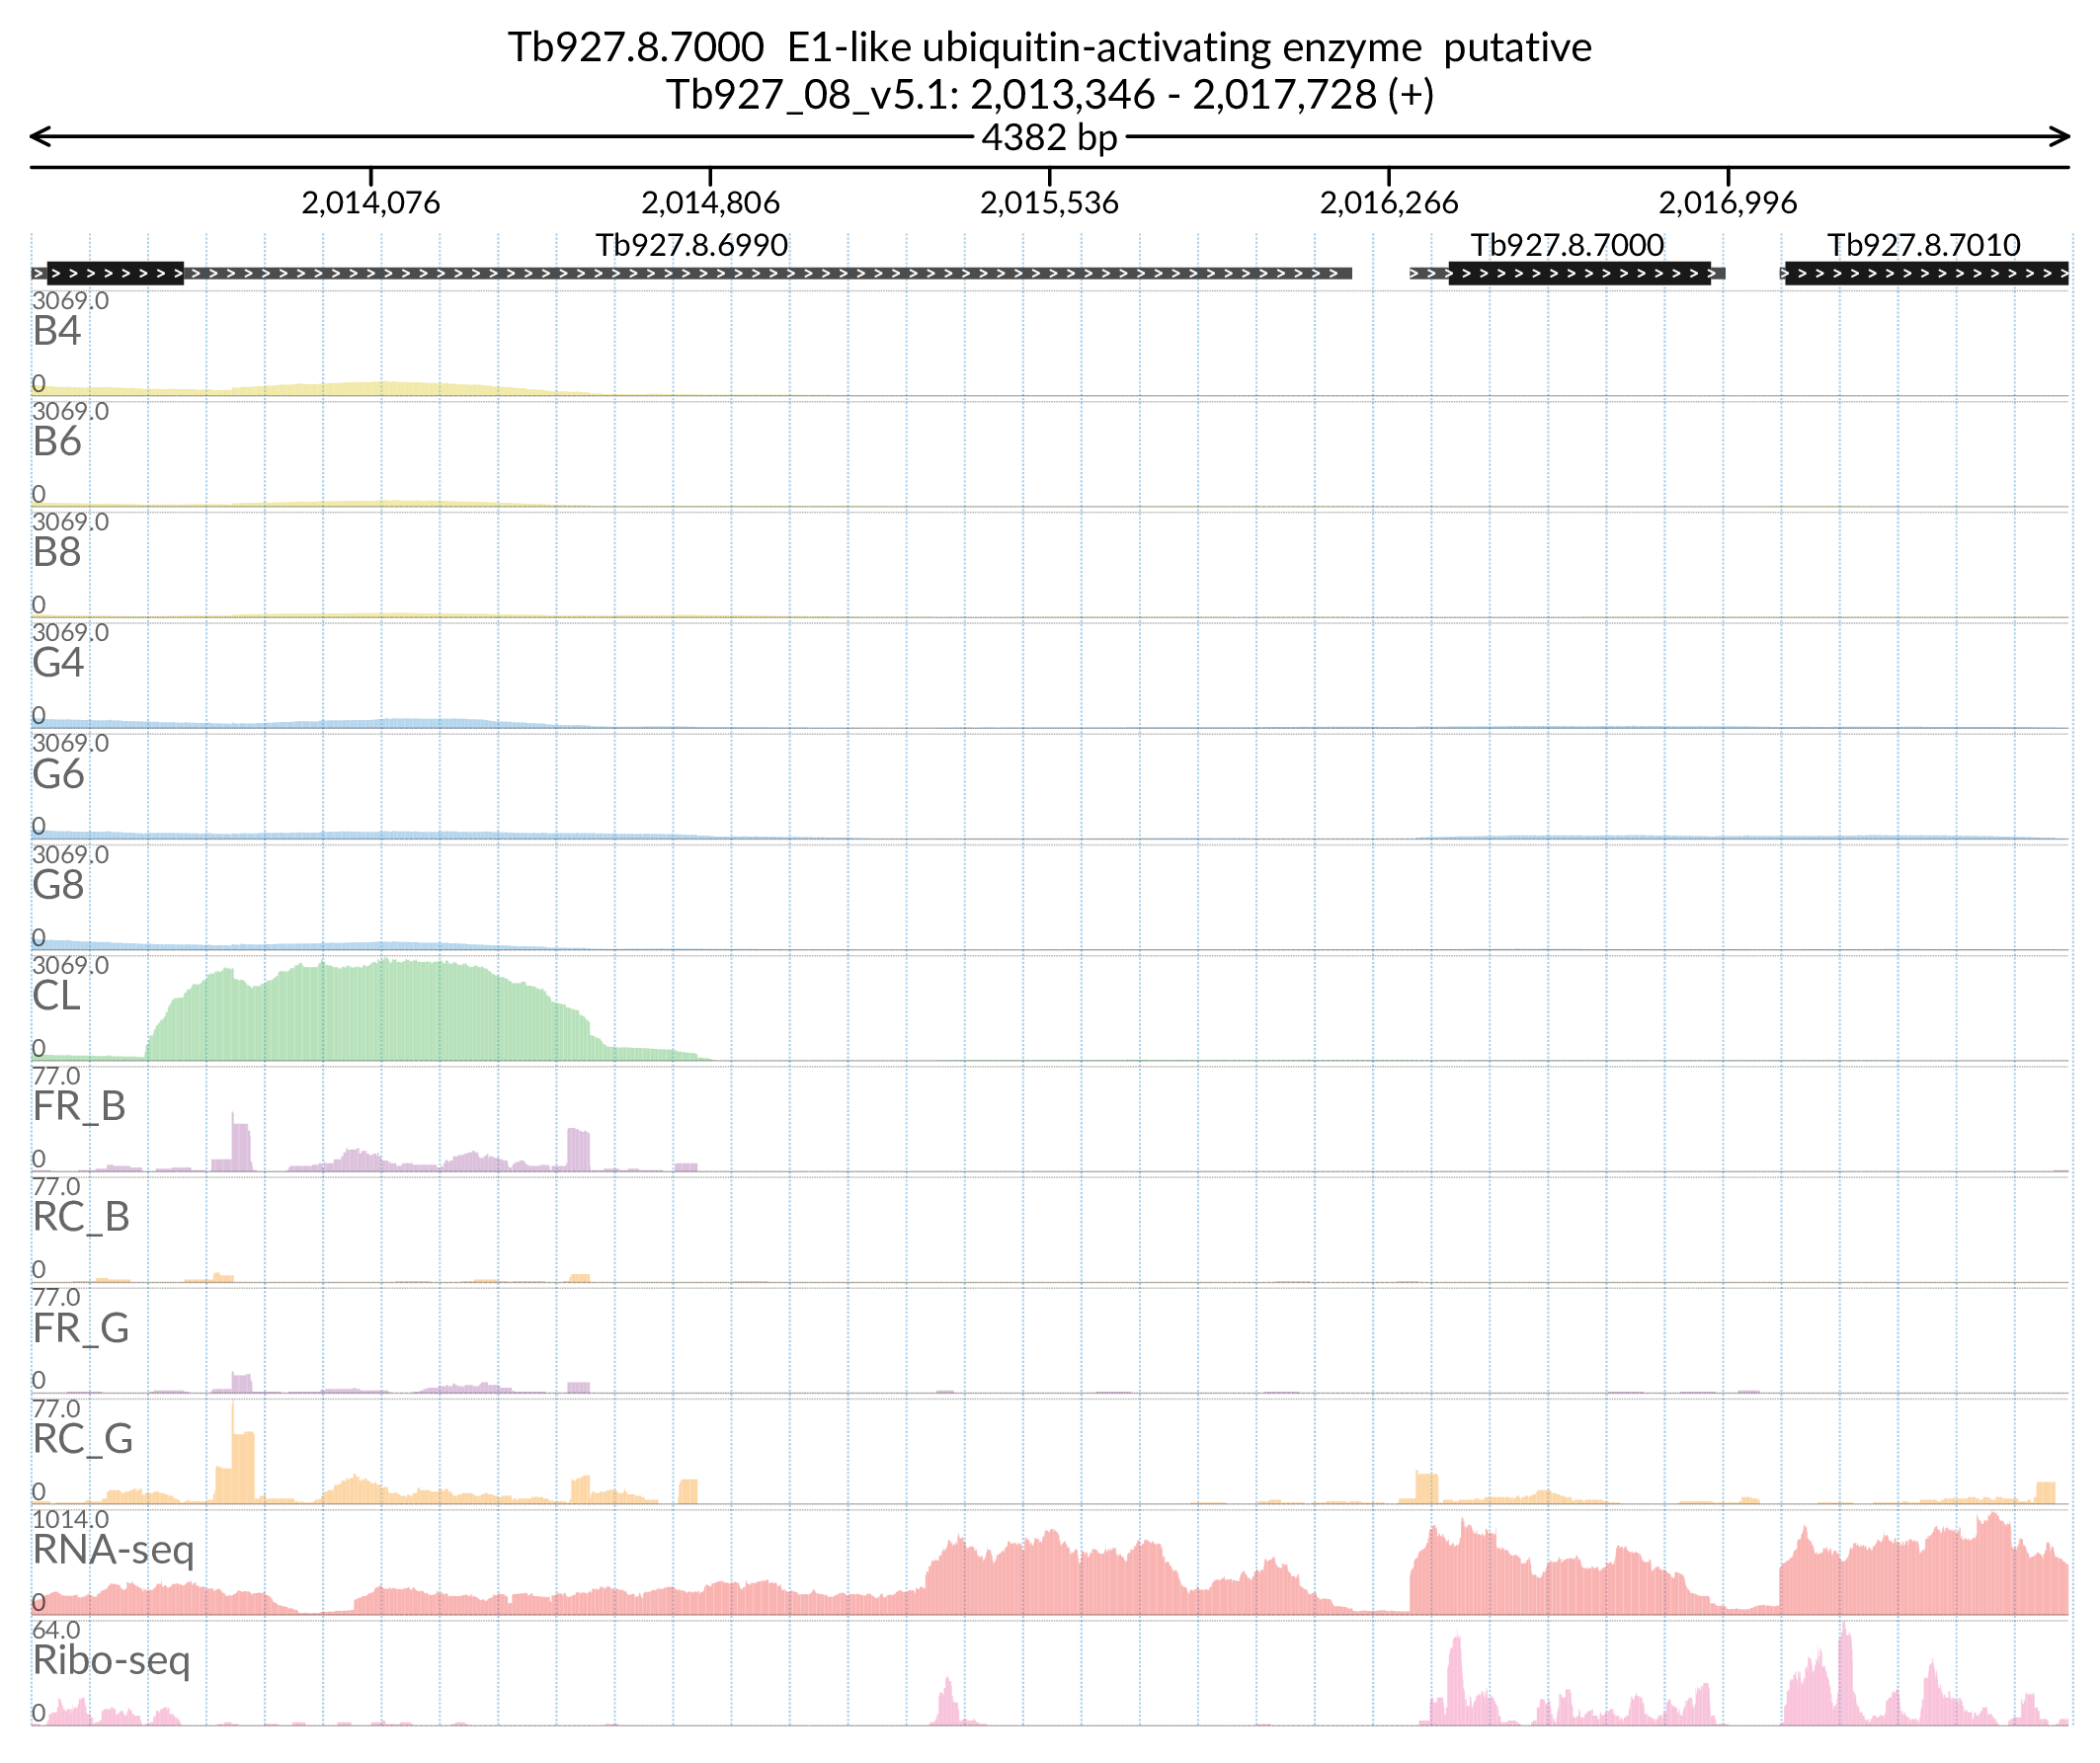 Tb927.8.7000  E1-like ubiquitin-activating enzyme  putative
Tb927_08_v5.1: 2,013,346 - 2,017,728 (+)
4382 bp
2,014,076 2,014,806 2,015,536 2,016,266 2,016,996
Tb927.8.6990 Tb927.8.7000 Tb927.8.7010
3069.0
B4
0
3069.0
B6
0
3069.0
B8
0
3069.0
G4
0
3069.0
G6
0
3069.0
G8
0
3069.0
CL
0
77.0
FR_B
0
77.0
RC_B
0
77.0
FR_G
0
77.0
RC_G
0
1014.0
RNA-seq
0
64.0
Ribo-seq
0